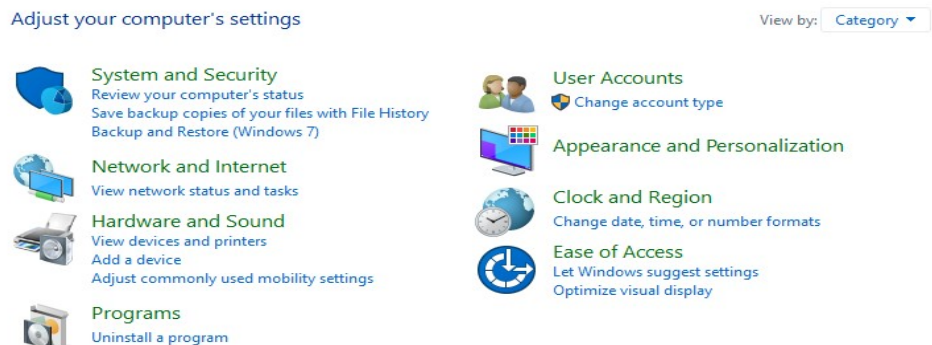 Adjust your computer's settings
View by: Category
System and Security
Review your computer's status
Save backup copies of your files with File History
Backup and Restore (Windows 7)
Network and Internet
View network status and tasks
Hardware and Sound
View devices and printers
Add a device
Adjust commonly used mobility settings
Programs
Uninstall a program
User Accounts
Change account type
Appearance and Personalization
Clock and Region
Change date, time, or number formats
Ease of Access
Let Windows suggest settings
Optimize visual display